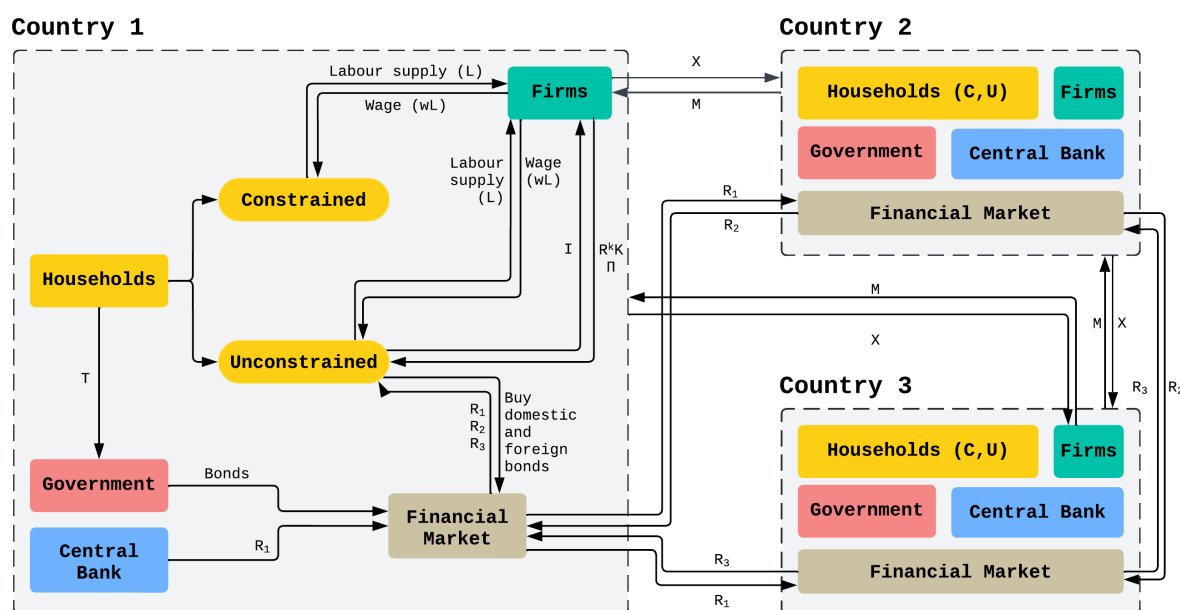 Country 1
Country 2
Labour supply (L)
Wage (wL)
Firms
X
M
Households (C,U)
Firms
Government
Central Bank
Financial Market
Labour
supply
(L)
Wage
(wL)
Constrained
R₁
R₂
I
RᵏK
Π
Households
M
X
M
X
Unconstrained
T
Country 3
R₃
R₂
R₁
R₂
R₃
Buy
domestic
and
foreign
bonds
Households (C,U)
Firms
Government
Bonds
Government
Central Bank
Financial
Market
Central
Bank
R₁
R₃
R₁
Financial Market